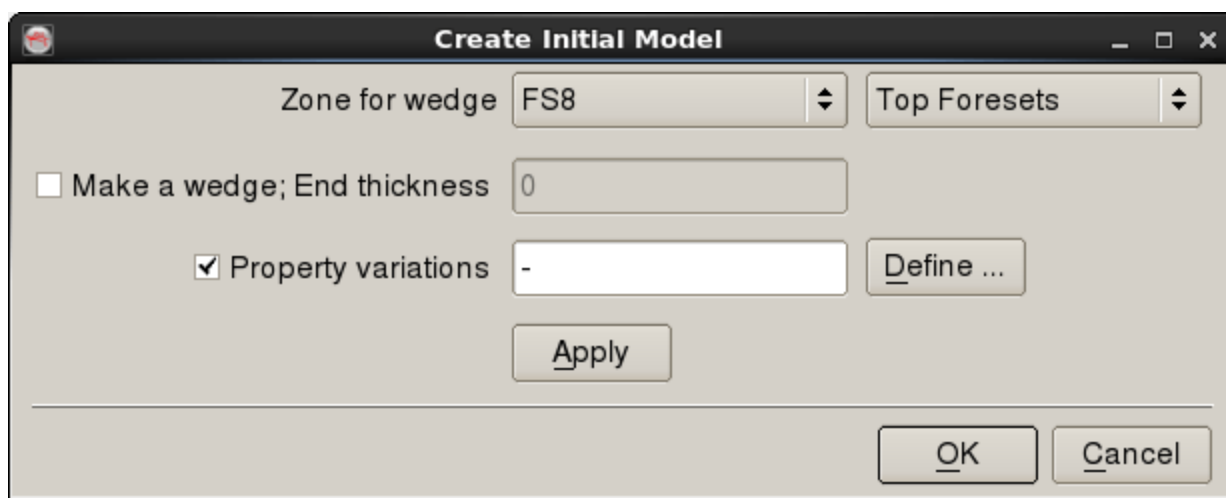 Create Initial Model
Zone for wedge FS8 Top Foresets
Make a wedge; End thickness 0
Property variations - Define ...
Apply
OK Cancel